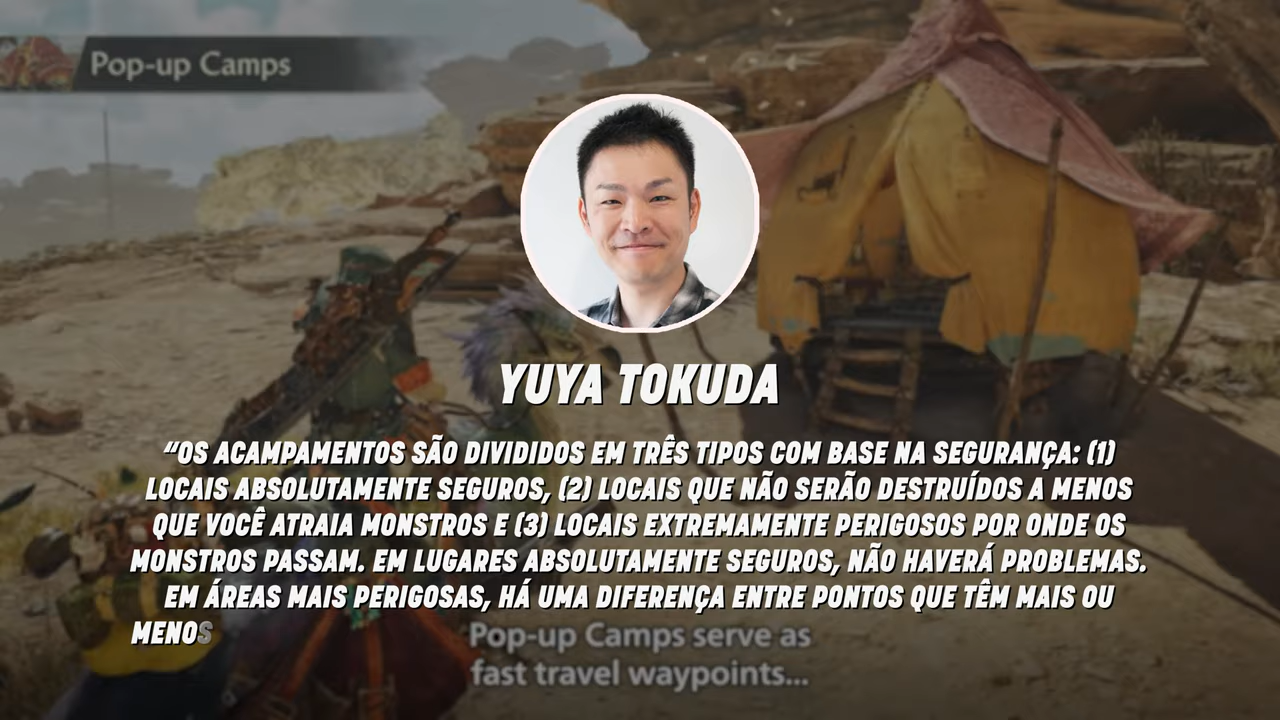 Pop-up Camps
YUYA TOKUDA
“OS ACAMPAMENTOS SÃO DIVIDIDOS EM TRÊS TIPOS COM BASE NA SEGURANÇA: (1)
LOCAIS ABSOLUTAMENTE SEGUROS, (2) LOCAIS QUE NÃO SERÃO DESTRUÍDOS A MENOS
QUE VOCÊ ATRAIA MONSTROS E (3) LOCAIS EXTREMAMENTE PERIGOSOS POR ONDE OS
MONSTROS PASSAM. EM LUGARES ABSOLUTAMENTE SEGUROS, NÃO HAVERÁ PROBLEMAS.
EM ÁREAS MAIS PERIGOSAS, HÁ UMA DIFERENÇA ENTRE PONTOS QUE TÊM MAIS OU
MENOS
Pop-up Camps serve as
fast travel waypoints...